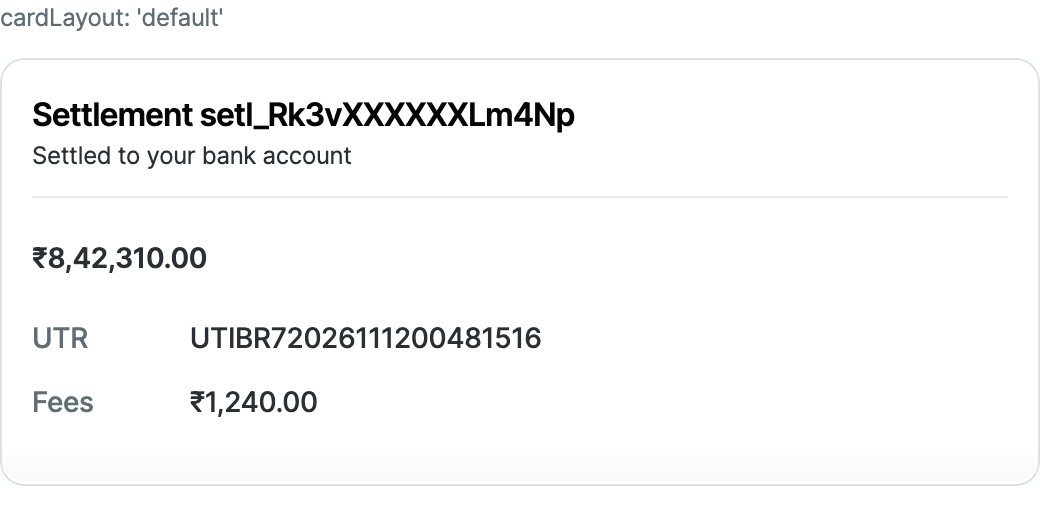 cardLayout: 'default'
Settlement setl_Rk3vXXXXXXLm4Np
Settled to your bank account
₹8,42,310.00
UTR UTIBR72026111200481516
Fees ₹1,240.00